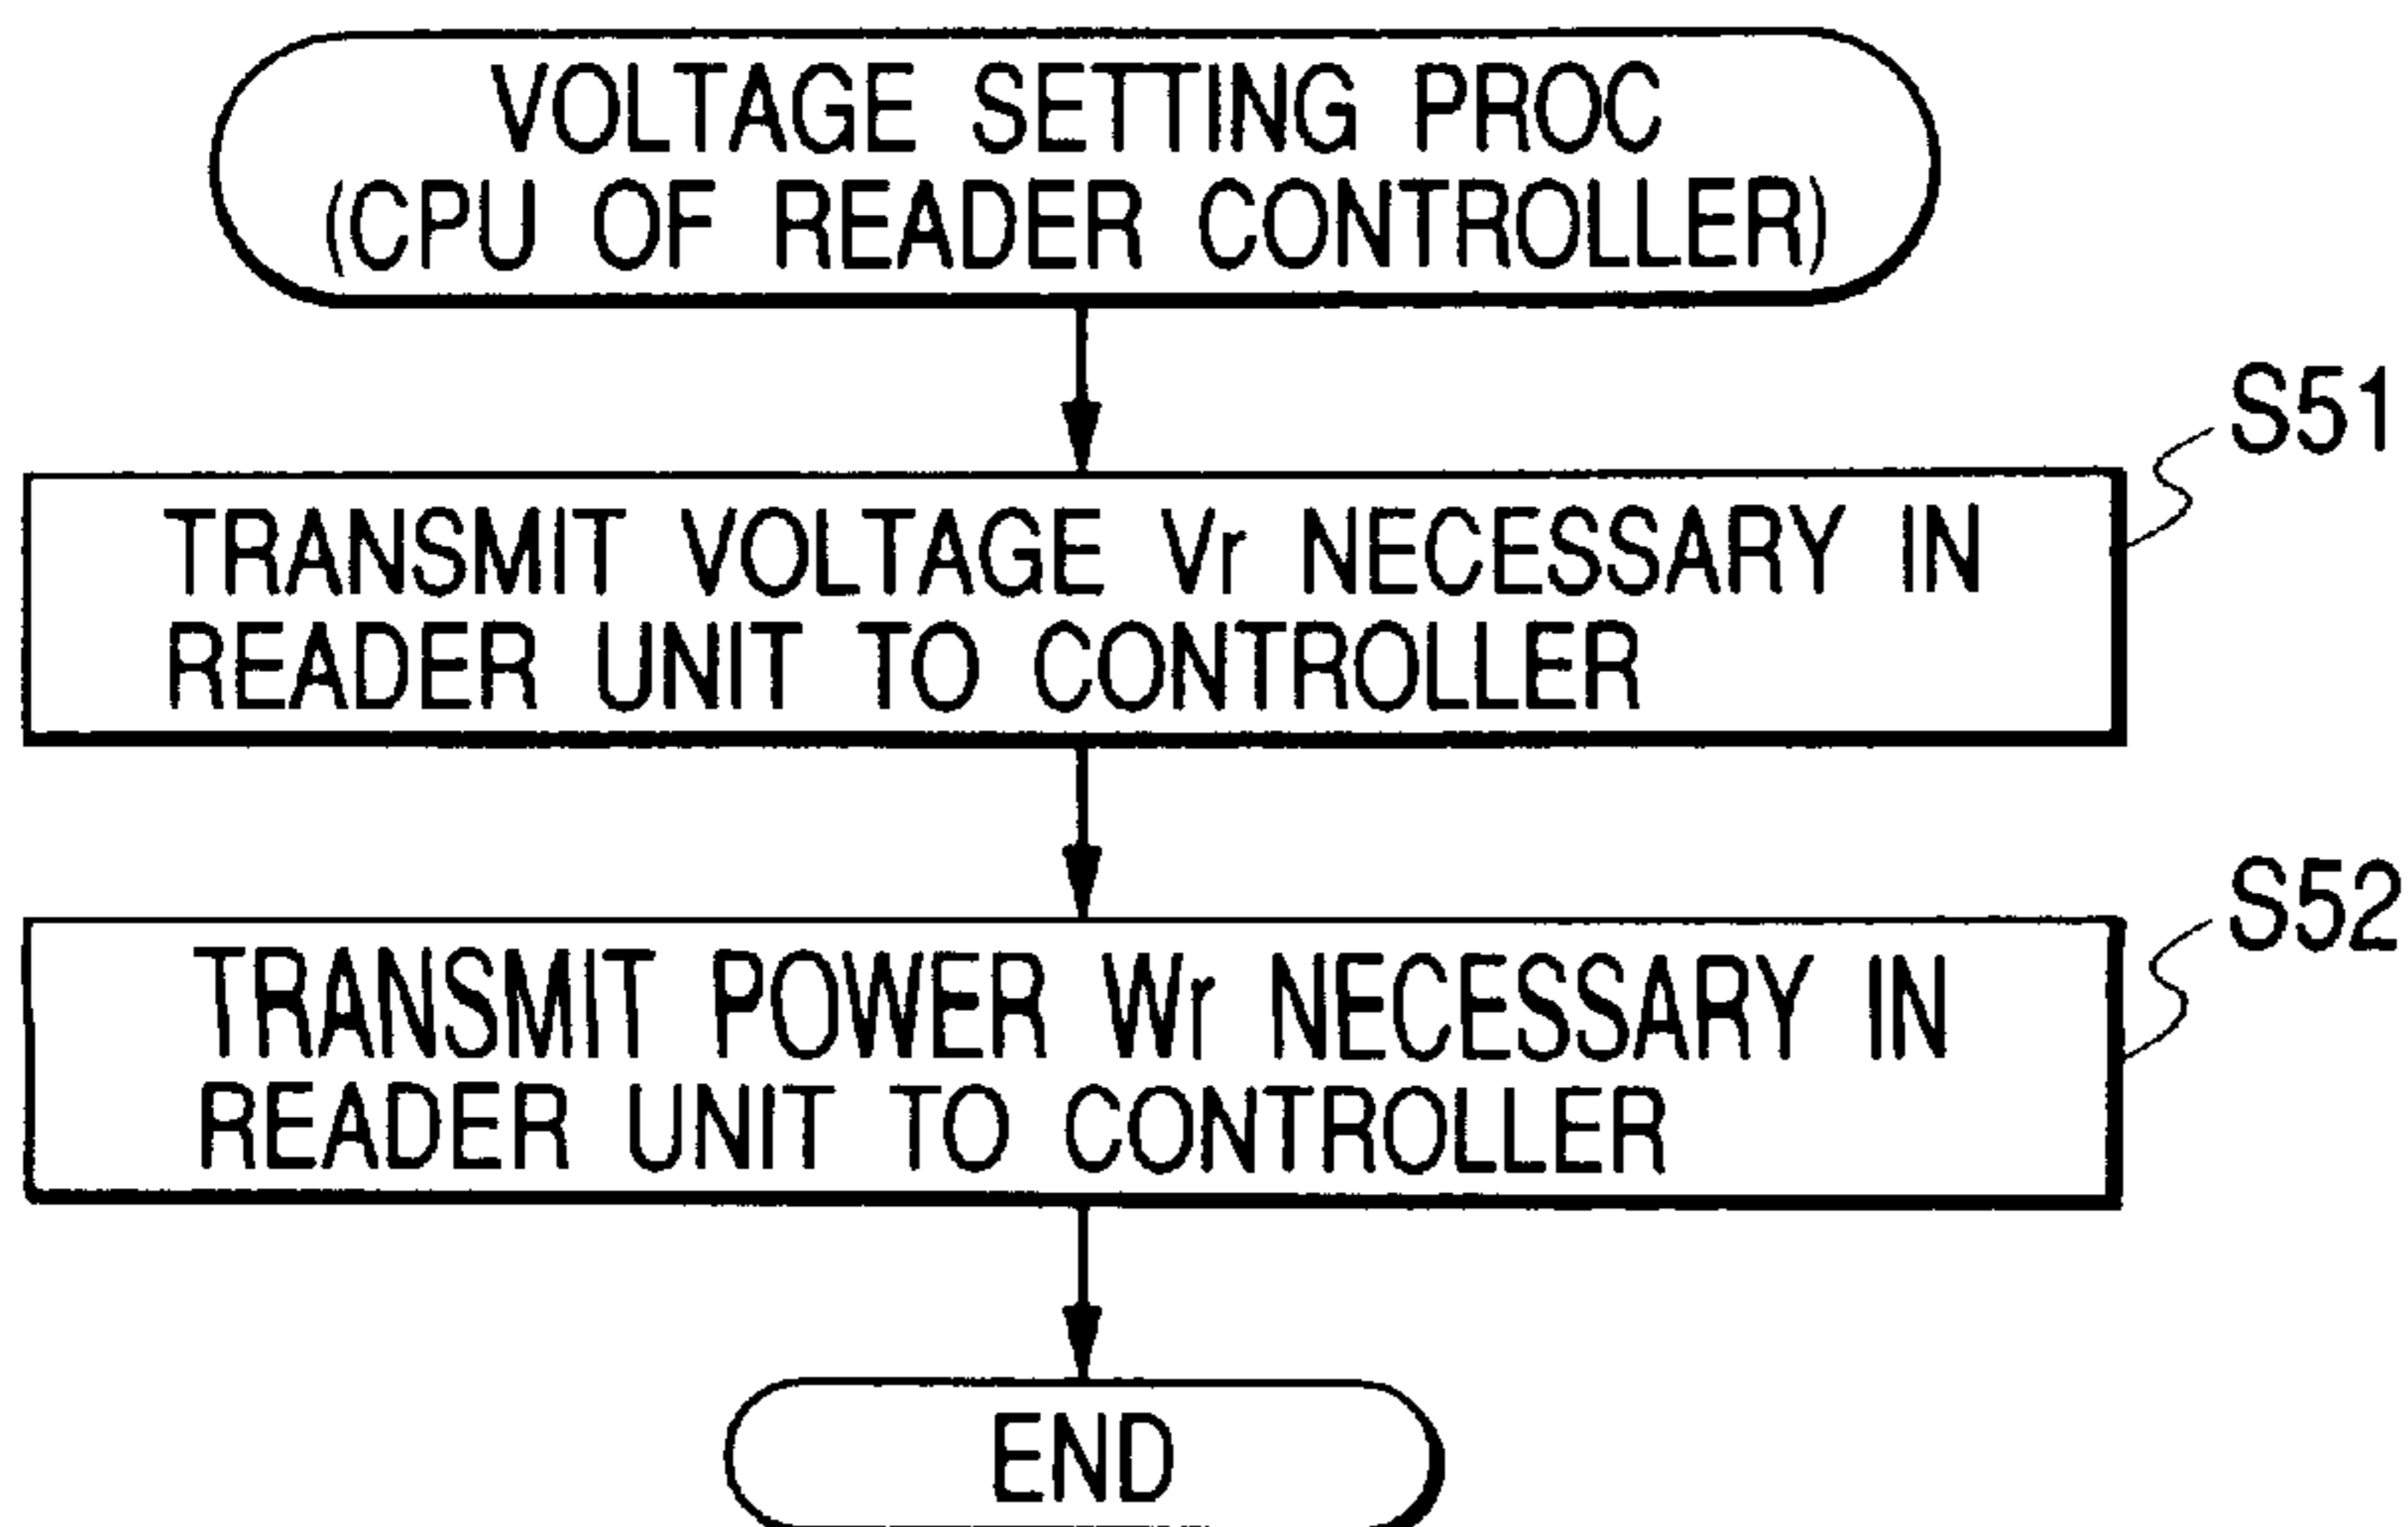 VOLTAGE SETTING PROC
(CPU OF READER CONTROLLER)
S51
TRANSMIT VOLTAGE Vr NECESSARY IN
READER UNIT TO CONTROLLER
S52
TRANSMIT POWER Wr NECESSARY IN
READER UNIT TO CONTROLLER
END